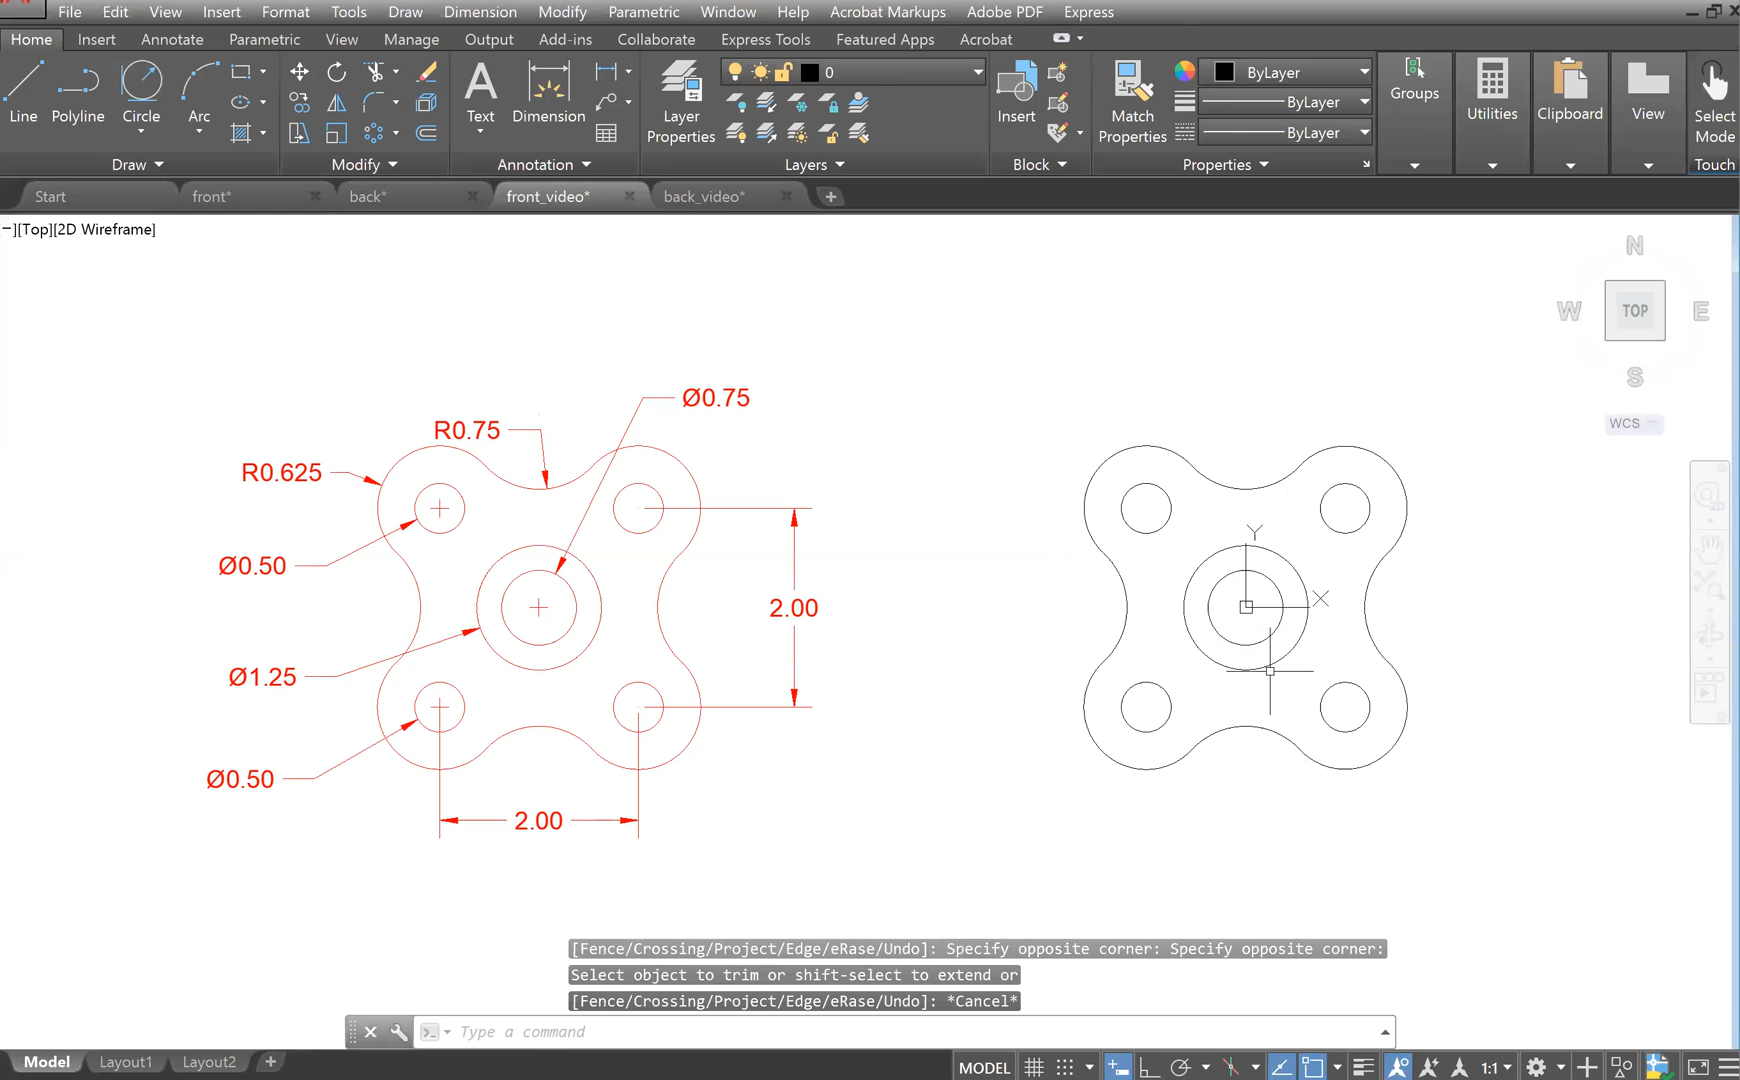 File Edit View Insert Format Tools Draw Dimension Modify Parametric Window Help Acrobat Markups Adobe PDF Express
Home Insert Annotate Parametric View Manage Output Add-ins Collaborate Express Tools Featured Apps Acrobat
0 ByLayer
ByLayer
ByLayer
Line Polyline Circle Arc Text Dimension Layer Properties Insert Match Properties Groups Utilities Clipboard View Select Mode
Draw Modify Annotation Layers Block Properties Touch
Start front* back* front_video* back_video*
−][Top][2D Wireframe]
N
W TOP E
S
WCS
Ø0.75
R0.75
R0.625
Ø0.50
2.00
Ø1.25
Ø0.50
2.00
Y
X
2D
[Fence/Crossing/Project/Edge/eRase/Undo]: Specify opposite corner: Specify opposite corner:
Select object to trim or shift-select to extend or
[Fence/Crossing/Project/Edge/eRase/Undo]: *Cancel*
Type a command
Model Layout1 Layout2 MODEL 1:1